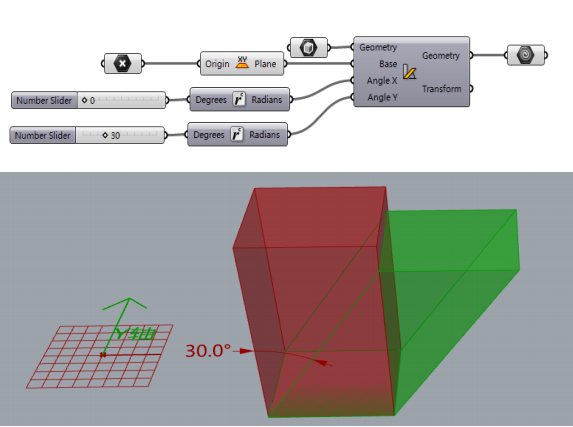 Geometry
Geometry
Origin
XY
Plane
Base
Angle X
Transform
Number Slider
0
Degrees
Radians
Angle Y
Number Slider
30
Degrees
Radians
Y轴
30.0°